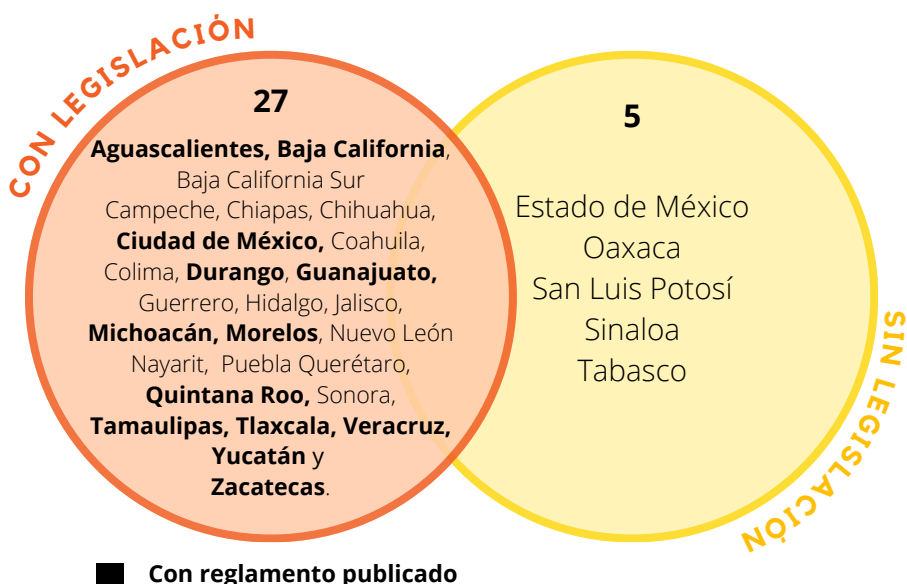 CON LEGISLACIÓN
27
Aguascalientes, Baja California,
Baja California Sur
Campeche, Chiapas, Chihuahua,
Ciudad de México, Coahuila,
Colima, Durango, Guanajuato,
Guerrero, Hidalgo, Jalisco,
Michoacán, Morelos, Nuevo León
Nayarit, Puebla Querétaro,
Quintana Roo, Sonora,
Tamaulipas, Tlaxcala, Veracruz,
Yucatán y
Zacatecas.
5
Estado de México
Oaxaca
San Luis Potosí
Sinaloa
Tabasco
SIN LEGISLACIÓN
Con reglamento publicado